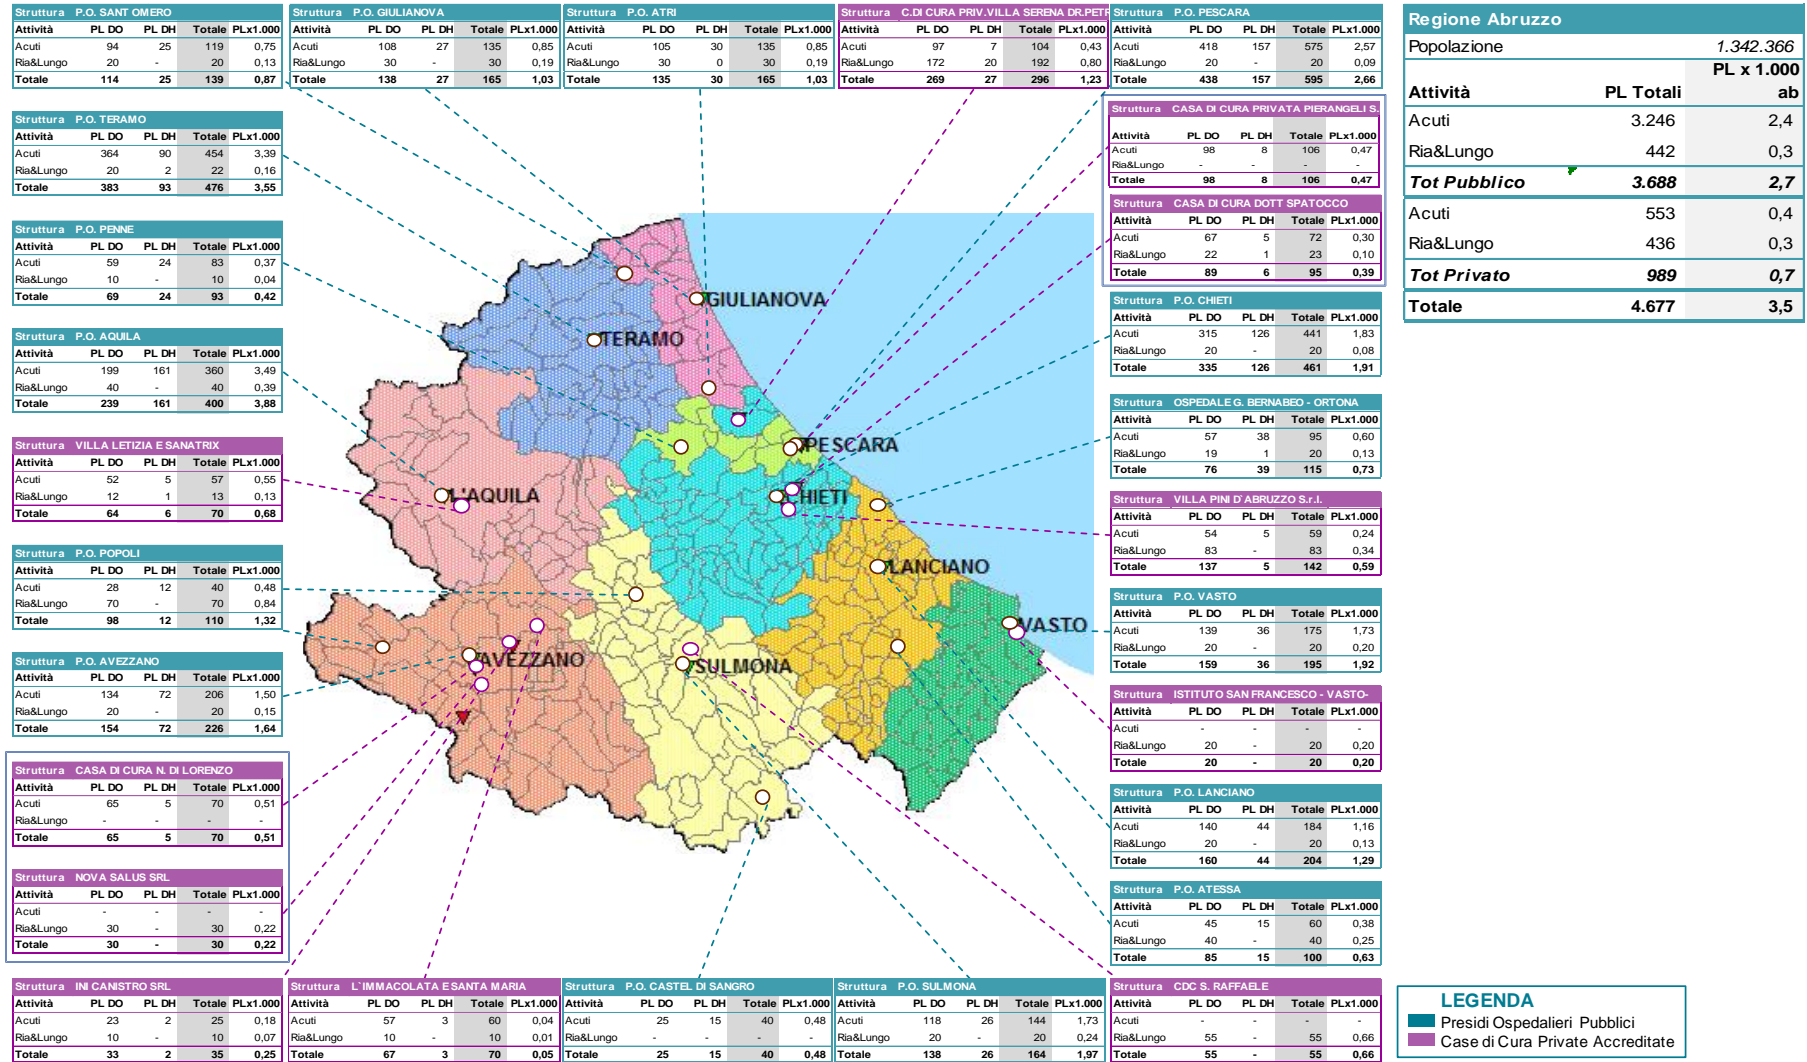 Struttura P.O. SANT OMERO
Attività PL DO PL DH Totale PLx1.000
Acuti 94 25 119 0,75
Ria&Lungo 20 - 20 0,13
Totale 114 25 139 0,87
Struttura P.O. GIULIANOVA
Attività PL DO PL DH Totale PLx1.000
Acuti 108 27 135 0,85
Ria&Lungo 30 - 30 0,19
Totale 138 27 165 1,03
Struttura P.O. ATRI
Attività PL DO PL DH Totale PLx1.000
Acuti 105 30 135 0,85
Ria&Lungo 30 0 30 0,19
Totale 135 30 165 1,03
Struttura C.DI CURA PRIV.VILLA SERENA DR.PETR
Attività PL DO PL DH Totale PLx1.000
Acuti 97 7 104 0,43
Ria&Lungo 172 20 192 0,80
Totale 269 27 296 1,23
Struttura P.O. PESCARA
Attività PL DO PL DH Totale PLx1.000
Acuti 418 157 575 2,57
Ria&Lungo 20 - 20 0,09
Totale 438 157 595 2,66
Regione Abruzzo
Popolazione 1.342.366
Attività PL Totali PL x 1.000 ab
Acuti 3.246 2,4
Ria&Lungo 442 0,3
Tot Pubblico 3.688 2,7
Acuti 553 0,4
Ria&Lungo 436 0,3
Tot Privato 989 0,7
Totale 4.677 3,5
Struttura P.O. TERAMO
Attività PL DO PL DH Totale PLx1.000
Acuti 364 90 454 3,39
Ria&Lungo 20 2 22 0,16
Totale 383 93 476 3,55
Struttura P.O. PENNE
Attività PL DO PL DH Totale PLx1.000
Acuti 59 24 83 0,37
Ria&Lungo 10 - 10 0,04
Totale 69 24 93 0,42
Struttura P.O. AQUILA
Attività PL DO PL DH Totale PLx1.000
Acuti 199 161 360 3,49
Ria&Lungo 40 - 40 0,39
Totale 239 161 400 3,88
Struttura VILLA LETIZIA E SANATRIX
Attività PL DO PL DH Totale PLx1.000
Acuti 52 5 57 0,55
Ria&Lungo 12 1 13 0,13
Totale 64 6 70 0,68
Struttura P.O. POPOLI
Attività PL DO PL DH Totale PLx1.000
Acuti 28 12 40 0,48
Ria&Lungo 70 - 70 0,84
Totale 98 12 110 1,32
Struttura P.O. AVEZZANO
Attività PL DO PL DH Totale PLx1.000
Acuti 134 72 206 1,50
Ria&Lungo 20 - 20 0,15
Totale 154 72 226 1,64
Struttura CASA DI CURA N. DI LORENZO
Attività PL DO PL DH Totale PLx1.000
Acuti 65 5 70 0,51
Ria&Lungo - - - -
Totale 65 5 70 0,51
Struttura NOVA SALUS SRL
Attività PL DO PL DH Totale PLx1.000
Acuti - - - -
Ria&Lungo 30 - 30 0,22
Totale 30 - 30 0,22
GIULIANOVA
TERAMO
PESCARA
L'AQUILA
CHIETI
LANCIANO
VASTO
AVEZZANO
SULMONA
Struttura CASA DI CURA PRIVATA PIERANGELI S.
Attività PL DO PL DH Totale PLx1.000
Acuti 98 8 106 0,47
Ria&Lungo - - - -
Totale 98 8 106 0,47
Struttura CASA DI CURA DOTT SPATOCCO
Attività PL DO PL DH Totale PLx1.000
Acuti 67 5 72 0,30
Ria&Lungo 22 1 23 0,10
Totale 89 6 95 0,39
Struttura P.O. CHIETI
Attività PL DO PL DH Totale PLx1.000
Acuti 315 126 441 1,83
Ria&Lungo 20 - 20 0,08
Totale 335 126 461 1,91
Struttura OSPEDALE G. BERNABEO - ORTONA
Attività PL DO PL DH Totale PLx1.000
Acuti 57 38 95 0,60
Ria&Lungo 19 1 20 0,13
Totale 76 39 115 0,73
Struttura VILLA PINI D`ABRUZZO S.r.l.
Attività PL DO PL DH Totale PLx1.000
Acuti 54 5 59 0,24
Ria&Lungo 83 - 83 0,34
Totale 137 5 142 0,59
Struttura P.O. VASTO
Attività PL DO PL DH Totale PLx1.000
Acuti 139 36 175 1,73
Ria&Lungo 20 - 20 0,20
Totale 159 36 195 1,92
Struttura ISTITUTO SAN FRANCESCO - VASTO-
Attività PL DO PL DH Totale PLx1.000
Acuti - - - -
Ria&Lungo 20 - 20 0,20
Totale 20 - 20 0,20
Struttura P.O. LANCIANO
Attività PL DO PL DH Totale PLx1.000
Acuti 140 44 184 1,16
Ria&Lungo 20 - 20 0,13
Totale 160 44 204 1,29
Struttura P.O. ATESSA
Attività PL DO PL DH Totale PLx1.000
Acuti 45 15 60 0,38
Ria&Lungo 40 - 40 0,25
Totale 85 15 100 0,63
Struttura INI CANISTRO SRL
Attività PL DO PL DH Totale PLx1.000
Acuti 23 2 25 0,18
Ria&Lungo 10 - 10 0,07
Totale 33 2 35 0,25
Struttura L`IMMACOLATA E SANTA MARIA
Attività PL DO PL DH Totale PLx1.000
Acuti 57 3 60 0,04
Ria&Lungo 10 - 10 0,01
Totale 67 3 70 0,05
Struttura P.O. CASTEL DI SANGRO
Attività PL DO PL DH Totale PLx1.000
Acuti 25 15 40 0,48
Ria&Lungo - - - -
Totale 25 15 40 0,48
Struttura P.O. SULMONA
Attività PL DO PL DH Totale PLx1.000
Acuti 118 26 144 1,73
Ria&Lungo 20 - 20 0,24
Totale 138 26 164 1,97
Struttura CDC S. RAFFAELE
Attività PL DO PL DH Totale PLx1.000
Acuti - - - -
Ria&Lungo 55 - 55 0,66
Totale 55 - 55 0,66
LEGENDA
Presidi Ospedalieri Pubblici
Case di Cura Private Accreditate